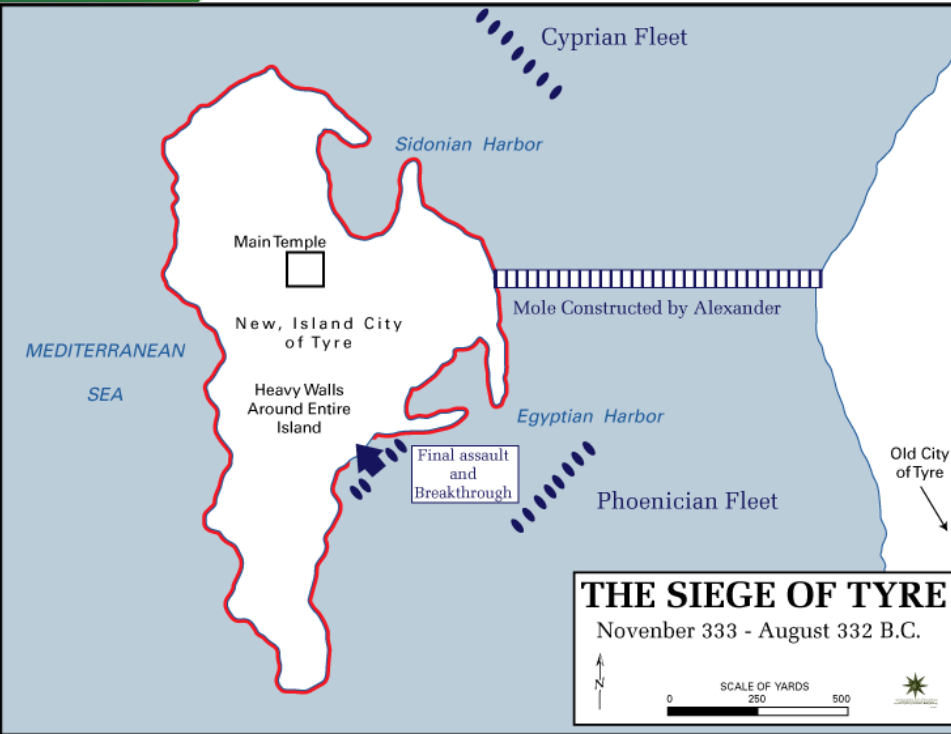 Cyprian Fleet
Sidonian Harbor
Main Temple
Mole Constructed by Alexander
New, Island City
of Tyre
MEDITERRANEAN
SEA
Heavy Walls
Around Entire
Island
Egyptian Harbor
Final assault
and
Breakthrough
Old City
of Tyre
Phoenician Fleet
THE SIEGE OF TYRE
Novenber 333 - August 332 B.C.
N
SCALE OF YARDS
0 250 500